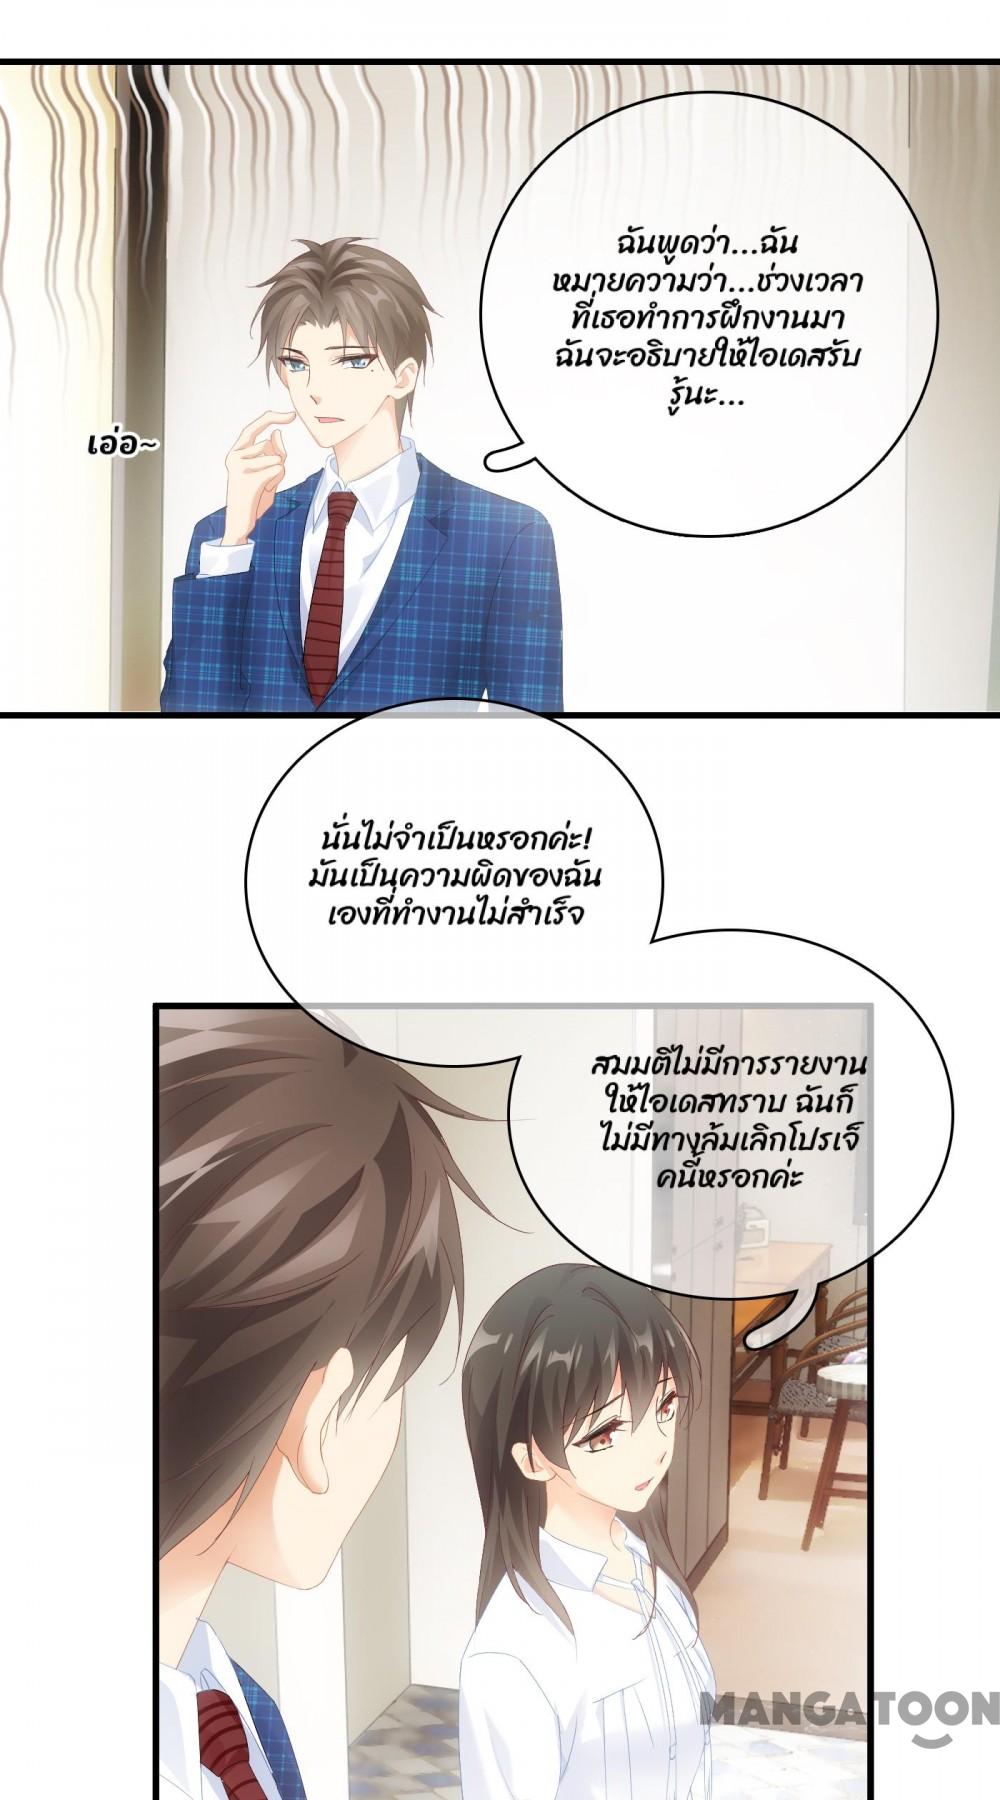 ฉันพูดว่า...ฉัน
หมายความว่า...ช่วงเวลา
ที่เธอทำการฝึกงานมา
ฉันจะอธิบายให้ไอเดสรับ
รู้นะ...
เอ่อ~
นั่นไม่จำเป็นหรอกค่ะ!
มันเป็นความผิดของฉัน
เองที่ทำงานไม่สำเร็จ
สมมติไม่มีการรายงาน
ให้ไอเดสทราบ ฉันก็
ไม่มีทางล้มเลิกโปรเจ็
คนี้หรอกค่ะ
MANGATOON